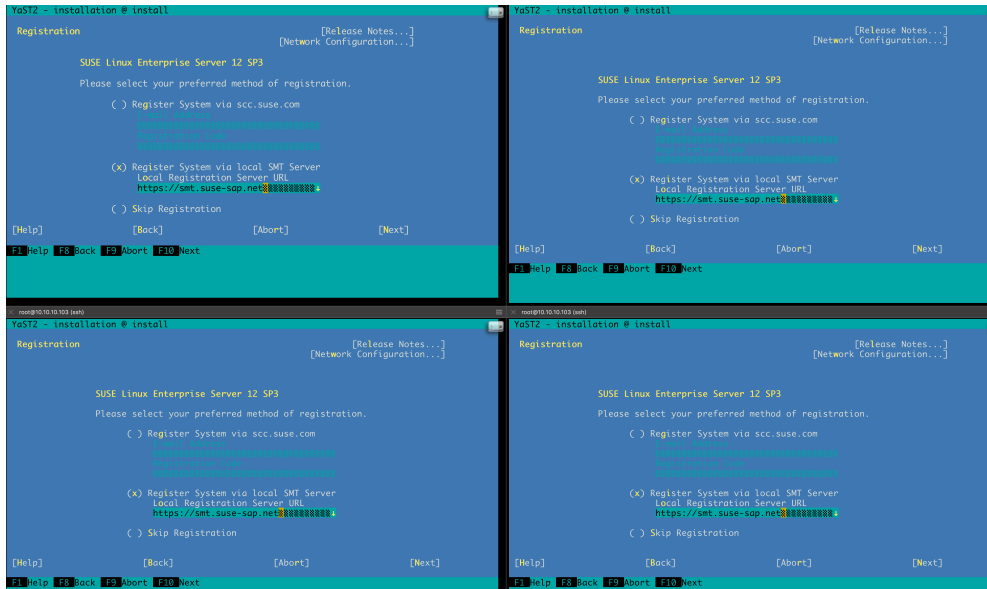 YaST2 - installation @ install
Registration [Release Notes...]
[Network Configuration...]
SUSE Linux Enterprise Server 12 SP3
Please select your preferred method of registration.
( ) Register System via scc.suse.com
(x) Register System via local SMT Server
Local Registration Server URL
https://smt.suse-sap.net
( ) Skip Registration
[Help] [Back] [Abort] [Next]
F1 Help F8 Back F9 Abort F10 Next
YaST2 - installation @ install
Registration [Release Notes...]
[Network Configuration...]
SUSE Linux Enterprise Server 12 SP3
Please select your preferred method of registration.
( ) Register System via scc.suse.com
(x) Register System via local SMT Server
Local Registration Server URL
https://smt.suse-sap.net
( ) Skip Registration
[Help] [Back] [Abort] [Next]
F1 Help F8 Back F9 Abort F10 Next
root@10.10.10.103 (ssh)
YaST2 - installation @ install
Registration [Release Notes...]
[Network Configuration...]
SUSE Linux Enterprise Server 12 SP3
Please select your preferred method of registration.
( ) Register System via scc.suse.com
(x) Register System via local SMT Server
Local Registration Server URL
https://smt.suse-sap.net
( ) Skip Registration
[Help] [Back] [Abort] [Next]
F1 Help F8 Back F9 Abort F10 Next
root@10.10.10.103 (ssh)
YaST2 - installation @ install
Registration [Release Notes...]
[Network Configuration...]
SUSE Linux Enterprise Server 12 SP3
Please select your preferred method of registration.
( ) Register System via scc.suse.com
(x) Register System via local SMT Server
Local Registration Server URL
https://smt.suse-sap.net
( ) Skip Registration
[Help] [Back] [Abort] [Next]
F1 Help F8 Back F9 Abort F10 Next